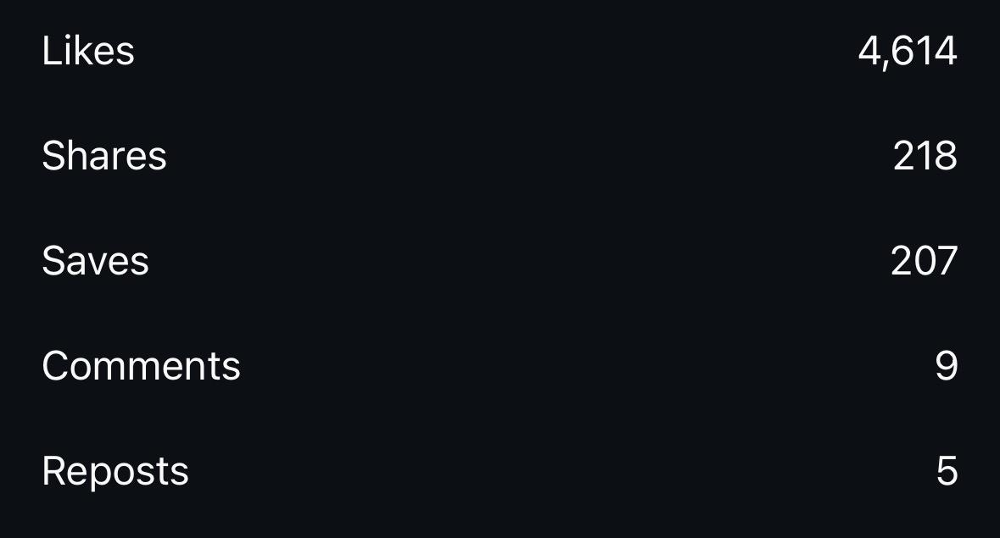 Likes 4,614
Shares 218
Saves 207
Comments 9
Reposts 5